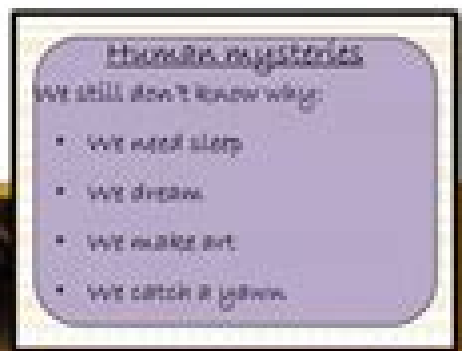 Human mysteries
We still don't know why:
• We need sleep
• We dream
• We make art
• We catch a yawn